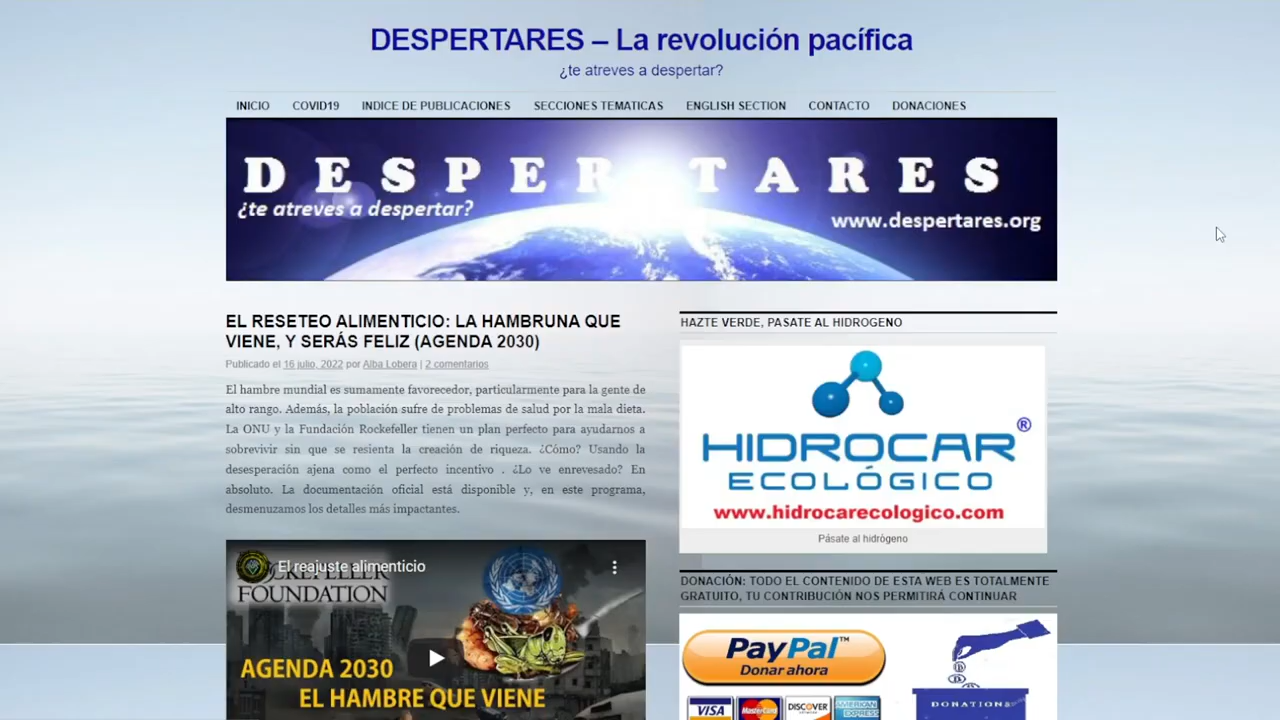 DESPERTARES – La revolución pacífica
¿te atreves a despertar?
INICIO COVID19 INDICE DE PUBLICACIONES SECCIONES TEMATICAS ENGLISH SECTION CONTACTO DONACIONES
DESPERTARES
¿te atreves a despertar?
www.despertares.org
EL RESETEO ALIMENTICIO: LA HAMBRUNA QUE
VIENE, Y SERÁS FELIZ (AGENDA 2030)
Publicado el 16 julio, 2022 por Alba Lobera | 2 comentarios
El hambre mundial es sumamente favorecedor, particularmente para la gente de
alto rango. Además, la población sufre de problemas de salud por la mala dieta.
La ONU y la Fundación Rockefeller tienen un plan perfecto para ayudarnos a
sobrevivir sin que se resienta la creación de riqueza. ¿Cómo? Usando la
desesperación ajena como el perfecto incentivo . ¿Lo ve enrevesado? En
absoluto. La documentación oficial está disponible y, en este programa,
desmenuzamos los detalles más impactantes.
El reajuste alimenticio
FOUNDATION
AGENDA 2030
EL HAMBRE QUE VIENE
HAZTE VERDE, PASATE AL HIDROGENO
HIDROCAR ®
ECOLÓGICO
www.hidrocarecologico.com
Pásate al hidrógeno
DONACIÓN: TODO EL CONTENIDO DE ESTA WEB ES TOTALMENTE
GRATUITO, TU CONTRIBUCIÓN NOS PERMITIRÁ CONTINUAR
PayPal™
Donar ahora
VISA MasterCard DISCOVER AMERICAN EXPRESS
DONATIONS